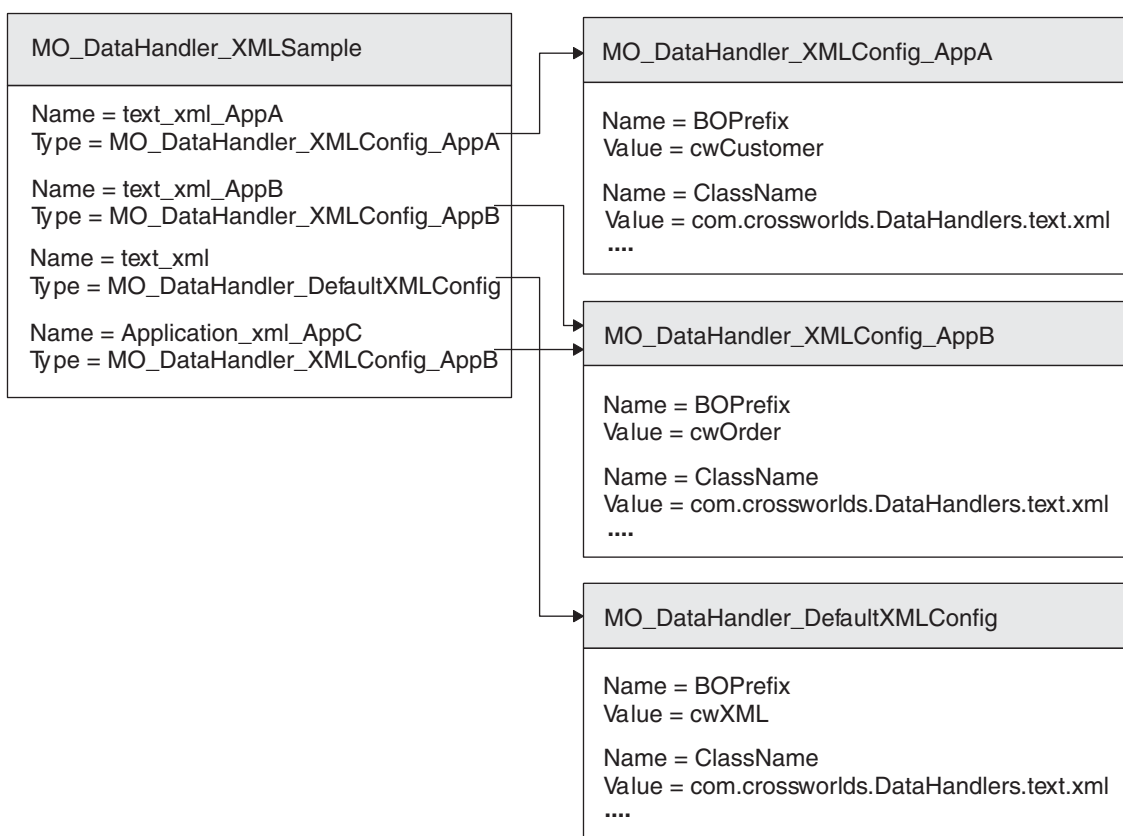 MO_DataHandler_XMLSample
Name = text_xml_AppA
Type = MO_DataHandler_XMLConfig_AppA
Name = text_xml_AppB
Type = MO_DataHandler_XMLConfig_AppB
Name = text_xml
Type = MO_DataHandler_DefaultXMLConfig
Name = Application_xml_AppC
Type = MO_DataHandler_XMLConfig_AppB
MO_DataHandler_XMLConfig_AppA
Name = BOPrefix
Value = cwCustomer
Name = ClassName
Value = com.crossworlds.DataHandlers.text.xml
....
MO_DataHandler_XMLConfig_AppB
Name = BOPrefix
Value = cwOrder
Name = ClassName
Value = com.crossworlds.DataHandlers.text.xml
....
MO_DataHandler_DefaultXMLConfig
Name = BOPrefix
Value = cwXML
Name = ClassName
Value = com.crossworlds.DataHandlers.text.xml
....